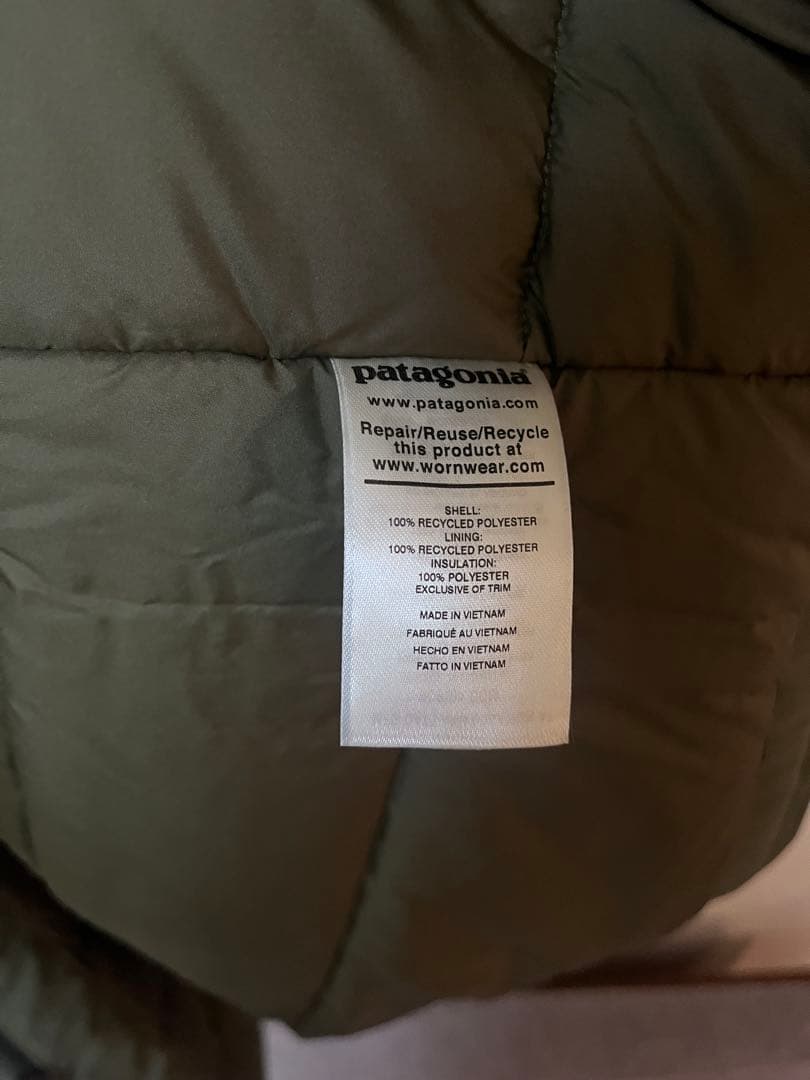 patagonia
www.patagonia.com
Repair/Reuse/Recycle
this product at
www.wornwear.com
SHELL:
100% RECYCLED POLYESTER
LINING:
100% RECYCLED POLYESTER
INSULATION:
100% POLYESTER
EXCLUSIVE OF TRIM
MADE IN VIETNAM
FABRIQUÉ AU VIETNAM
HECHO EN VIETNAM
FATTO IN VIETNAM